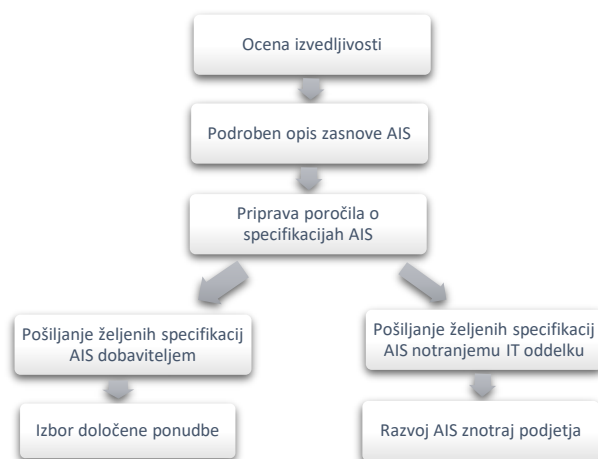 Ocena izvedljivosti
Podroben opis zasnove AIS
Priprava poročila o
specifikacijah AIS
Pošiljanje željenih specifikacij
AIS dobaviteljem
Pošiljanje željenih specifikacij
AIS notranjemu IT oddelku
Izbor določene ponudbe
Razvoj AIS znotraj podjetja